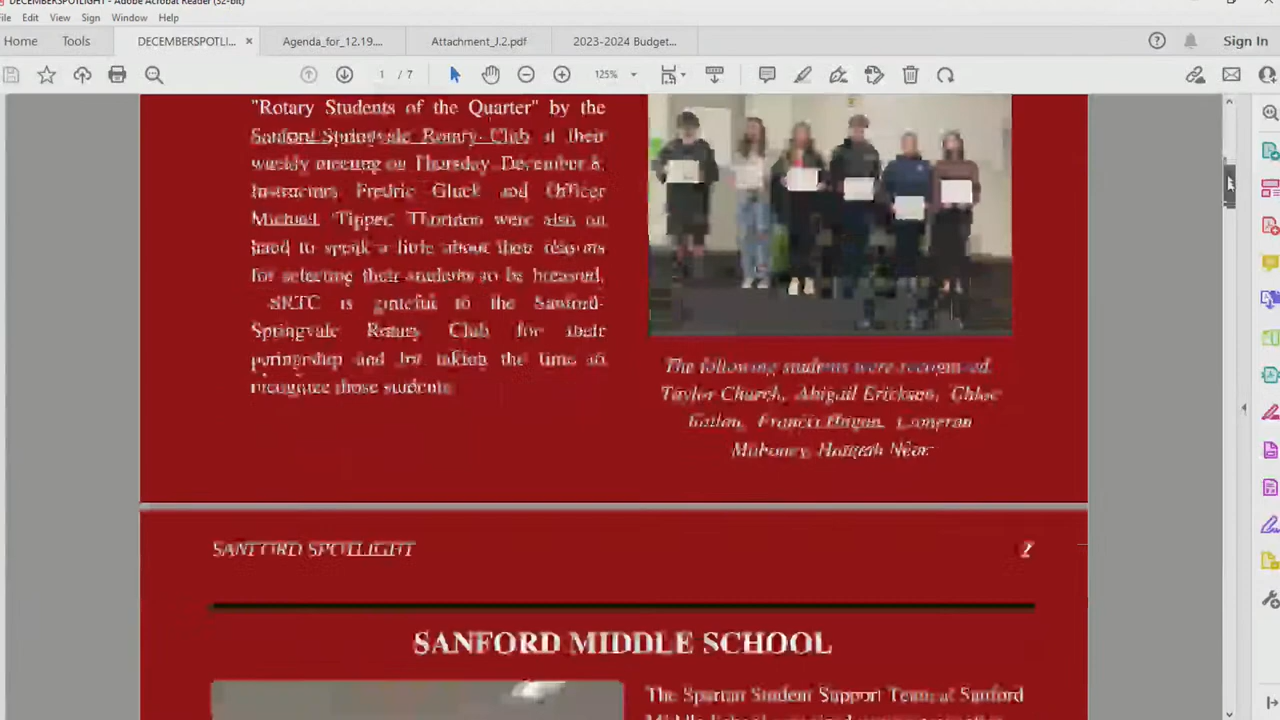 DECEMBERSPOTLIGHT - Adobe Acrobat Reader (32-bit)
File Edit View Sign Window Help
Home Tools DECEMBERSPOTLI... × Agenda_for_12.19.... Attachment_J.2.pdf 2023-2024 Budget... Sign In
1 / 7 125%
"Rotary Students of the Quarter" by the
Sanford-Springvale Rotary Club at their
weekly meeting on Thursday, December 8.
Instructors Fredric Gluck and Officer
Michael "Tipper" Thornton were also on
hand to speak a little about their reasons
for selecting their students to be honored.
SRTC is grateful to the Sanford-
Springvale Rotary Club for their
partnership and for taking the time to
recognize these students.
The following students were recognized.
Taylor Church, Abigail Erickson, Chloe
Francis Cameron
Mahoney, Hannah
SANFORD SPOTLIGHT 2
SANFORD MIDDLE SCHOOL
The Spartan Student Support Team at Sanford
Middle School